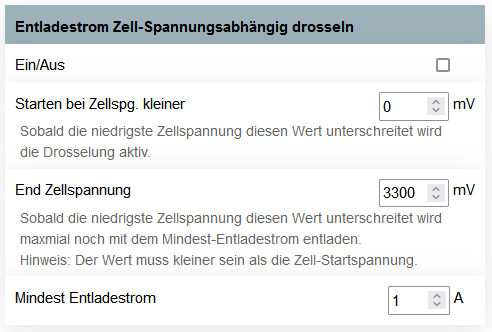 Entladestrom Zell-Spannungsabhängig drosseln
Ein/Aus
Starten bei Zellspg. kleiner 0 mV
Sobald die niedrigste Zellspannung diesen Wert unterschreitet wird
die Drosselung aktiv.
End Zellspannung 3300 mV
Sobald die niedrigste Zellspannung diesen Wert unterschreitet wird
maxmial noch mit dem Mindest-Entladestrom entladen.
Hinweis: Der Wert muss kleiner sein als die Zell-Startspannung.
Mindest Entladestrom 1 A